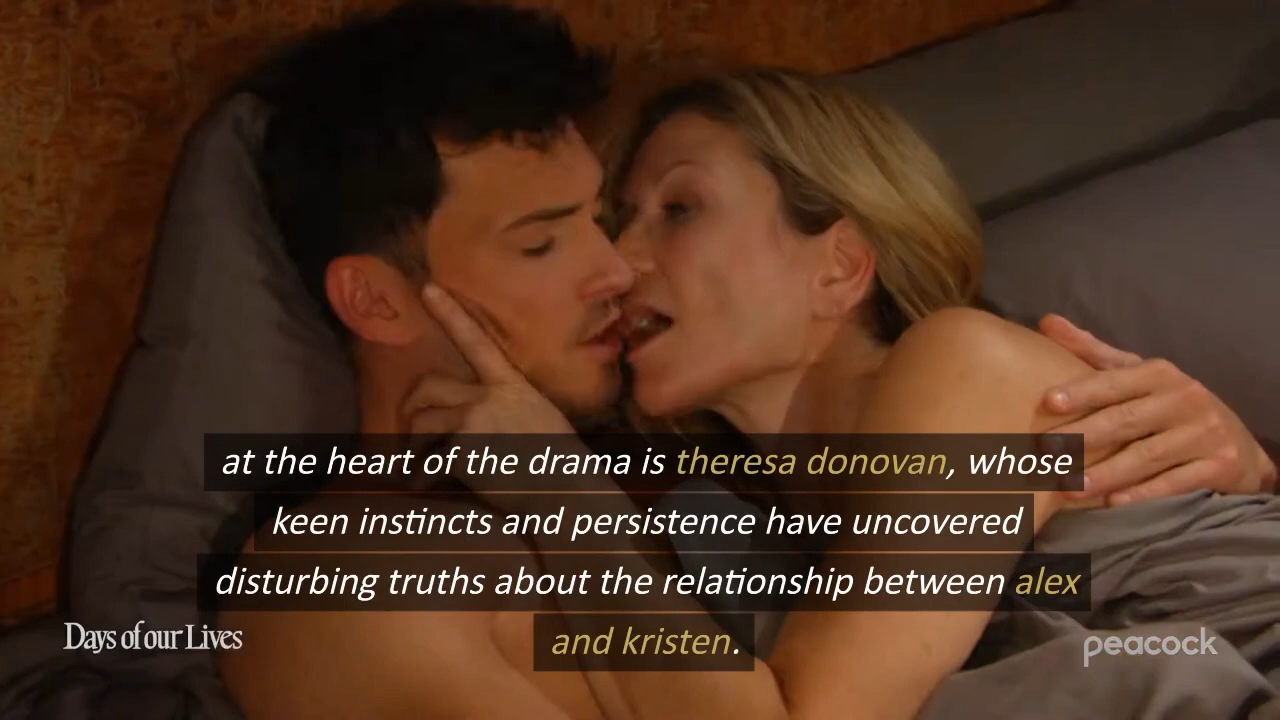 at the heart of the drama is theresa donovan, whose
keen instincts and persistence have uncovered
disturbing truths about the relationship between alex
and kristen.
Days of our Lives
peacock